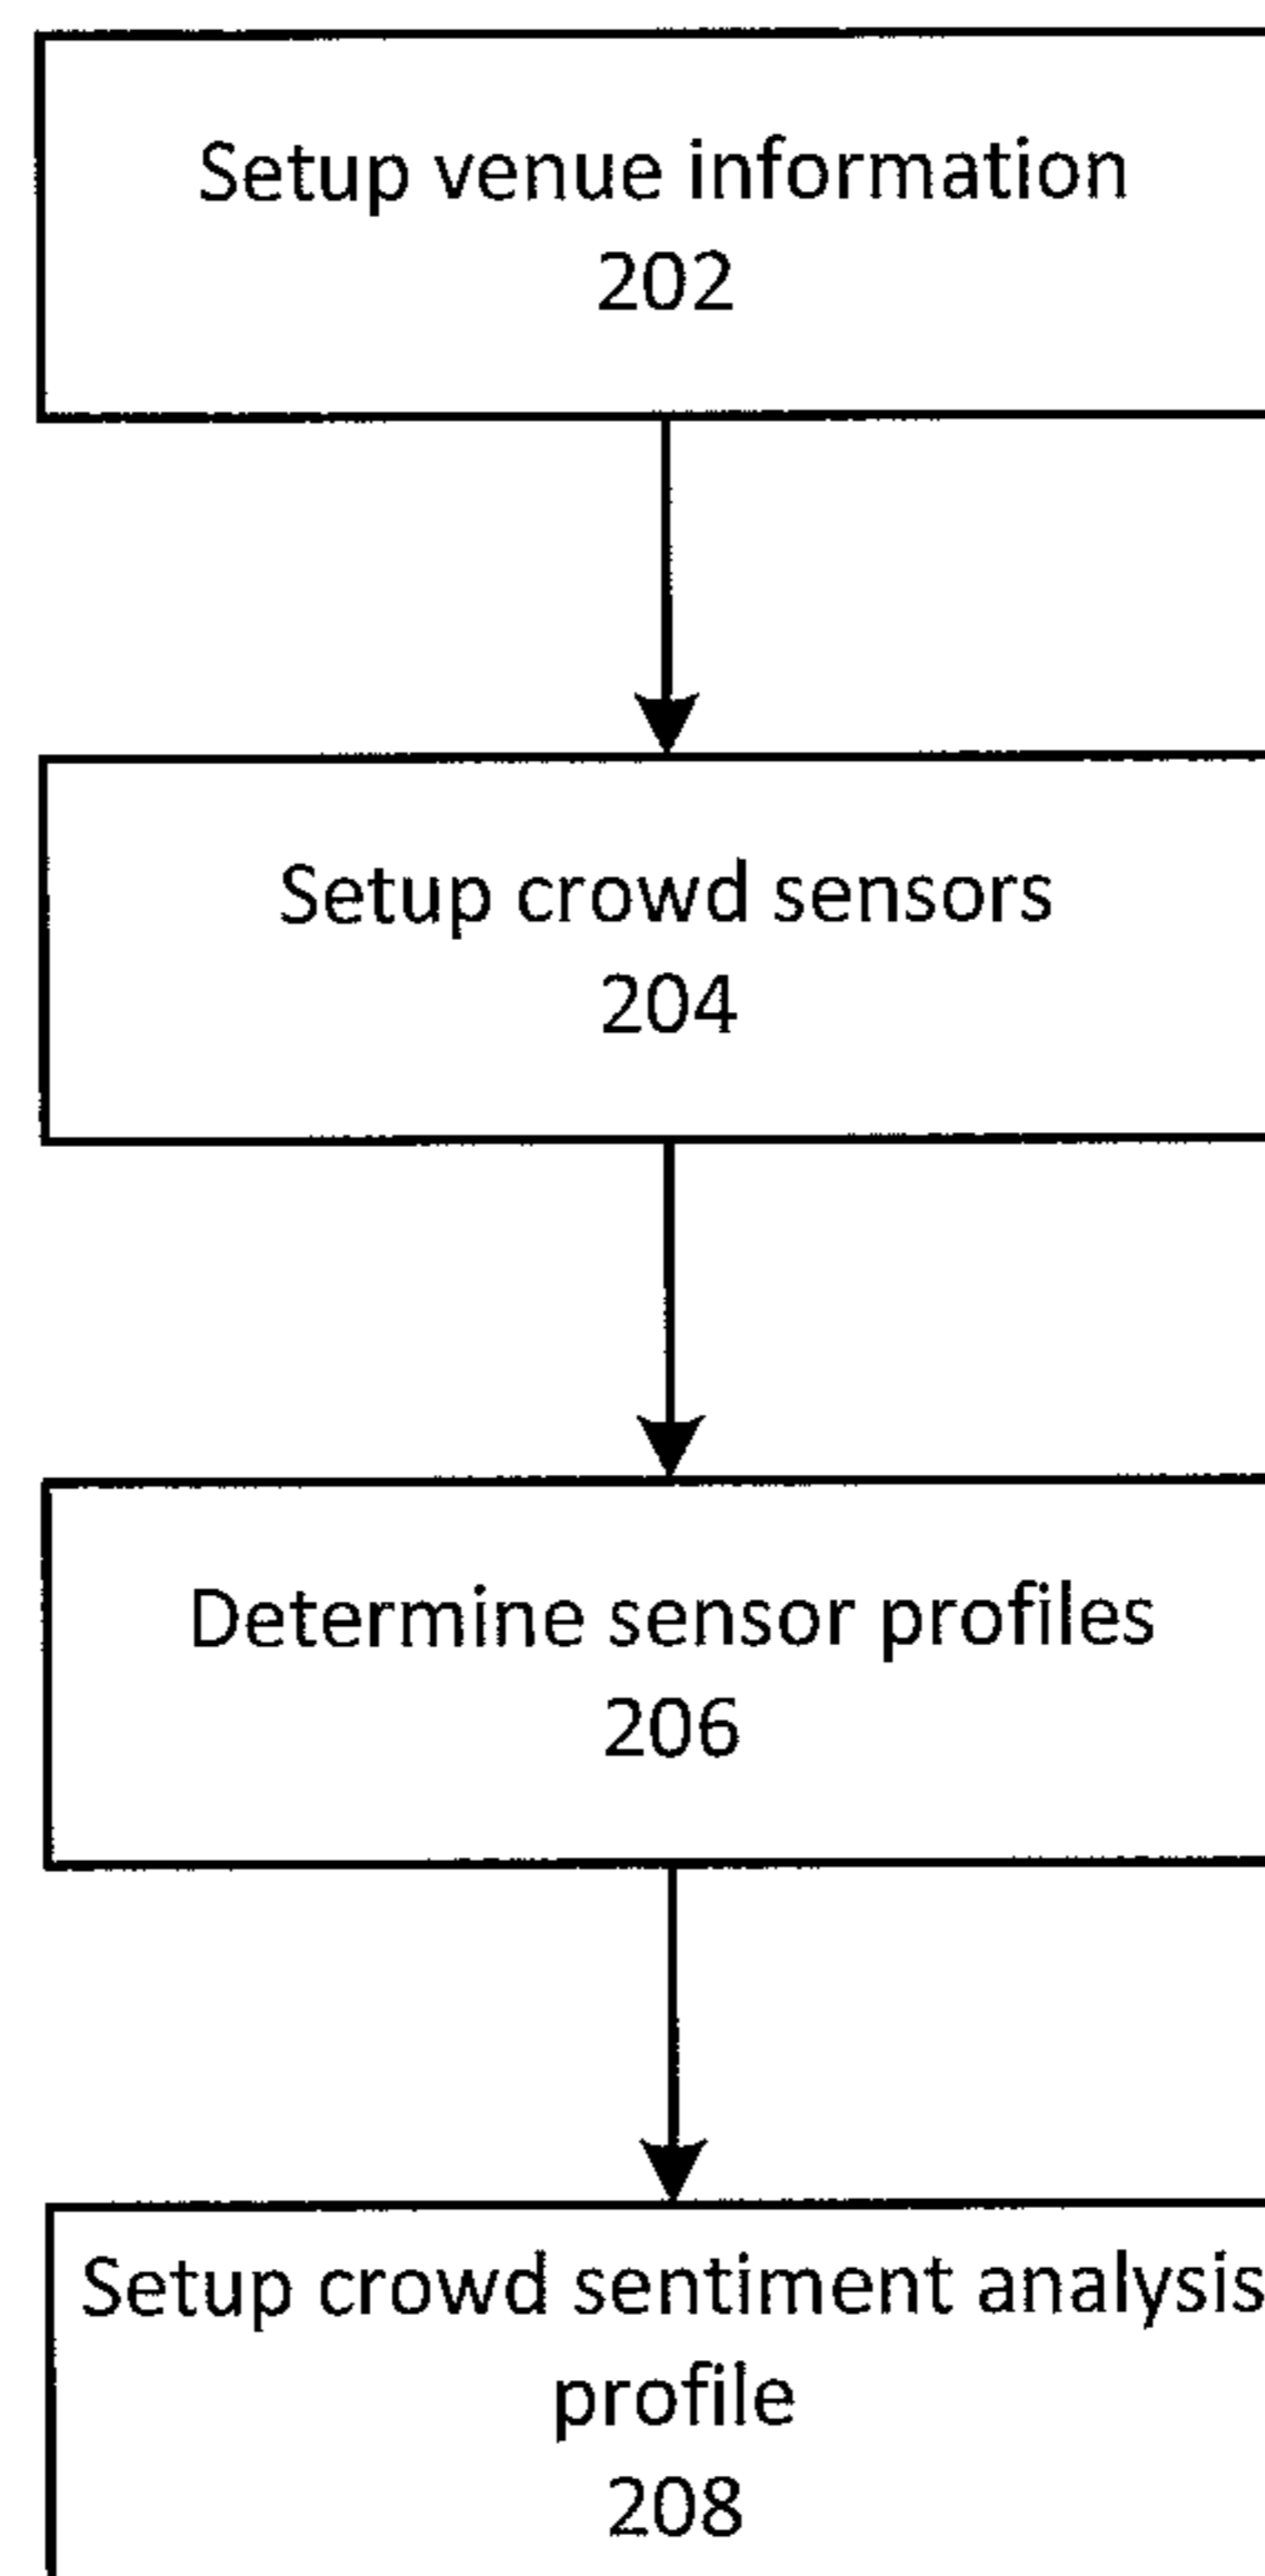 Setup venue information
202
Setup crowd sensors
204
Determine sensor profiles
206
Setup crowd sentiment analysis
profile
208